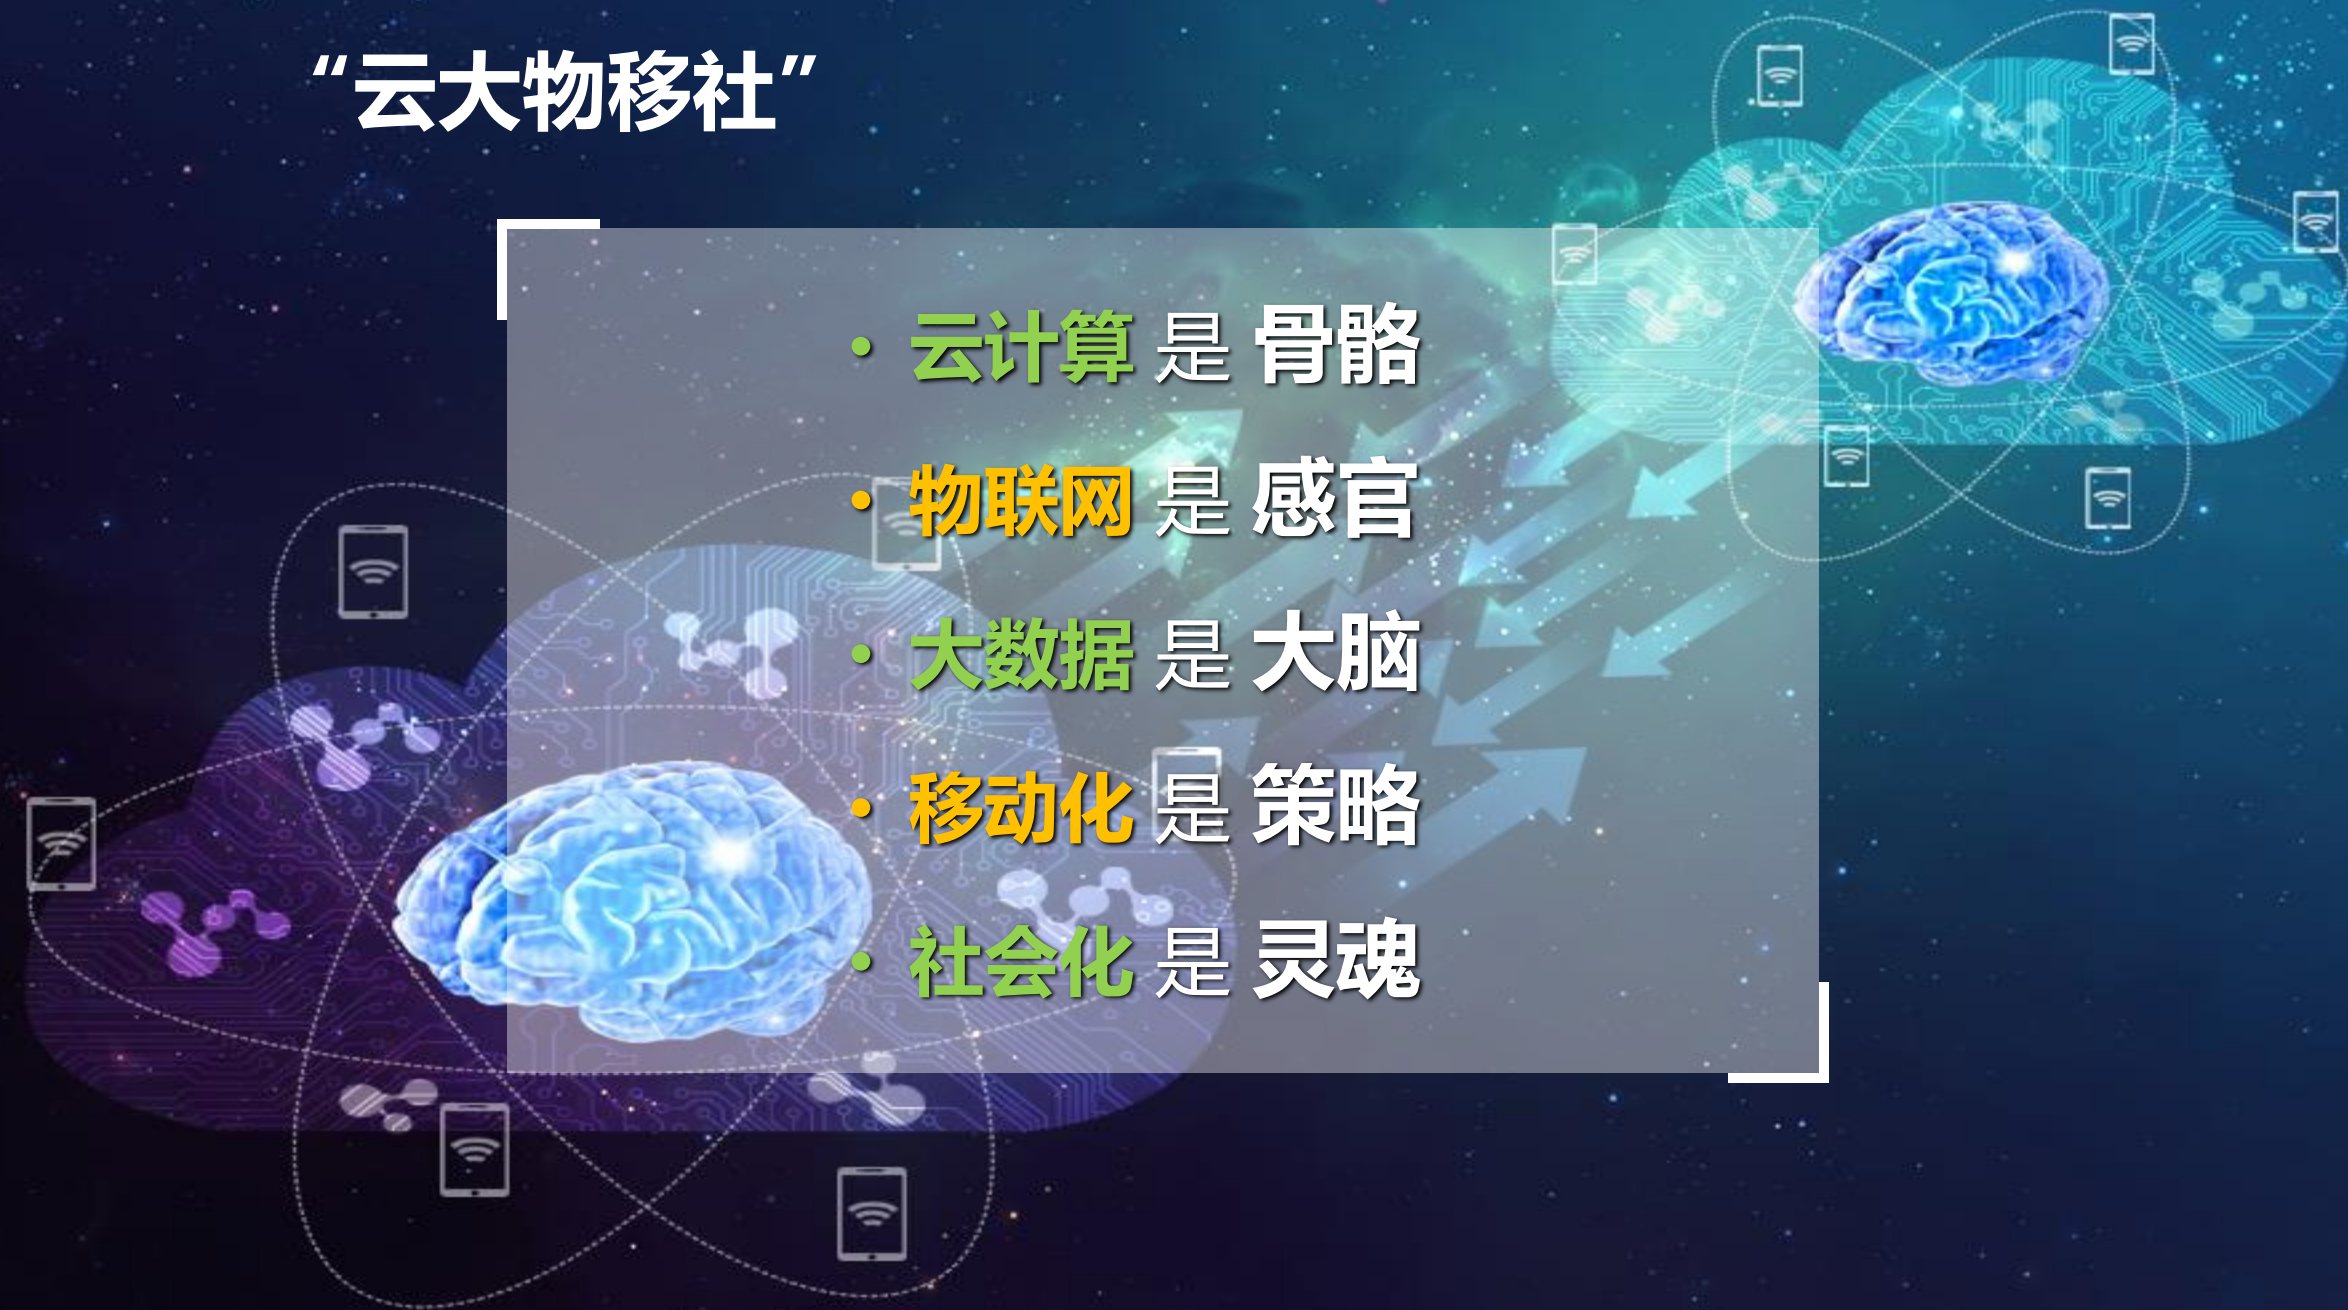 “云大物移社”
• 云计算 是 骨骼
• 物联网 是 感官
• 大数据 是 大脑
• 移动化 是 策略
• 社会化 是 灵魂